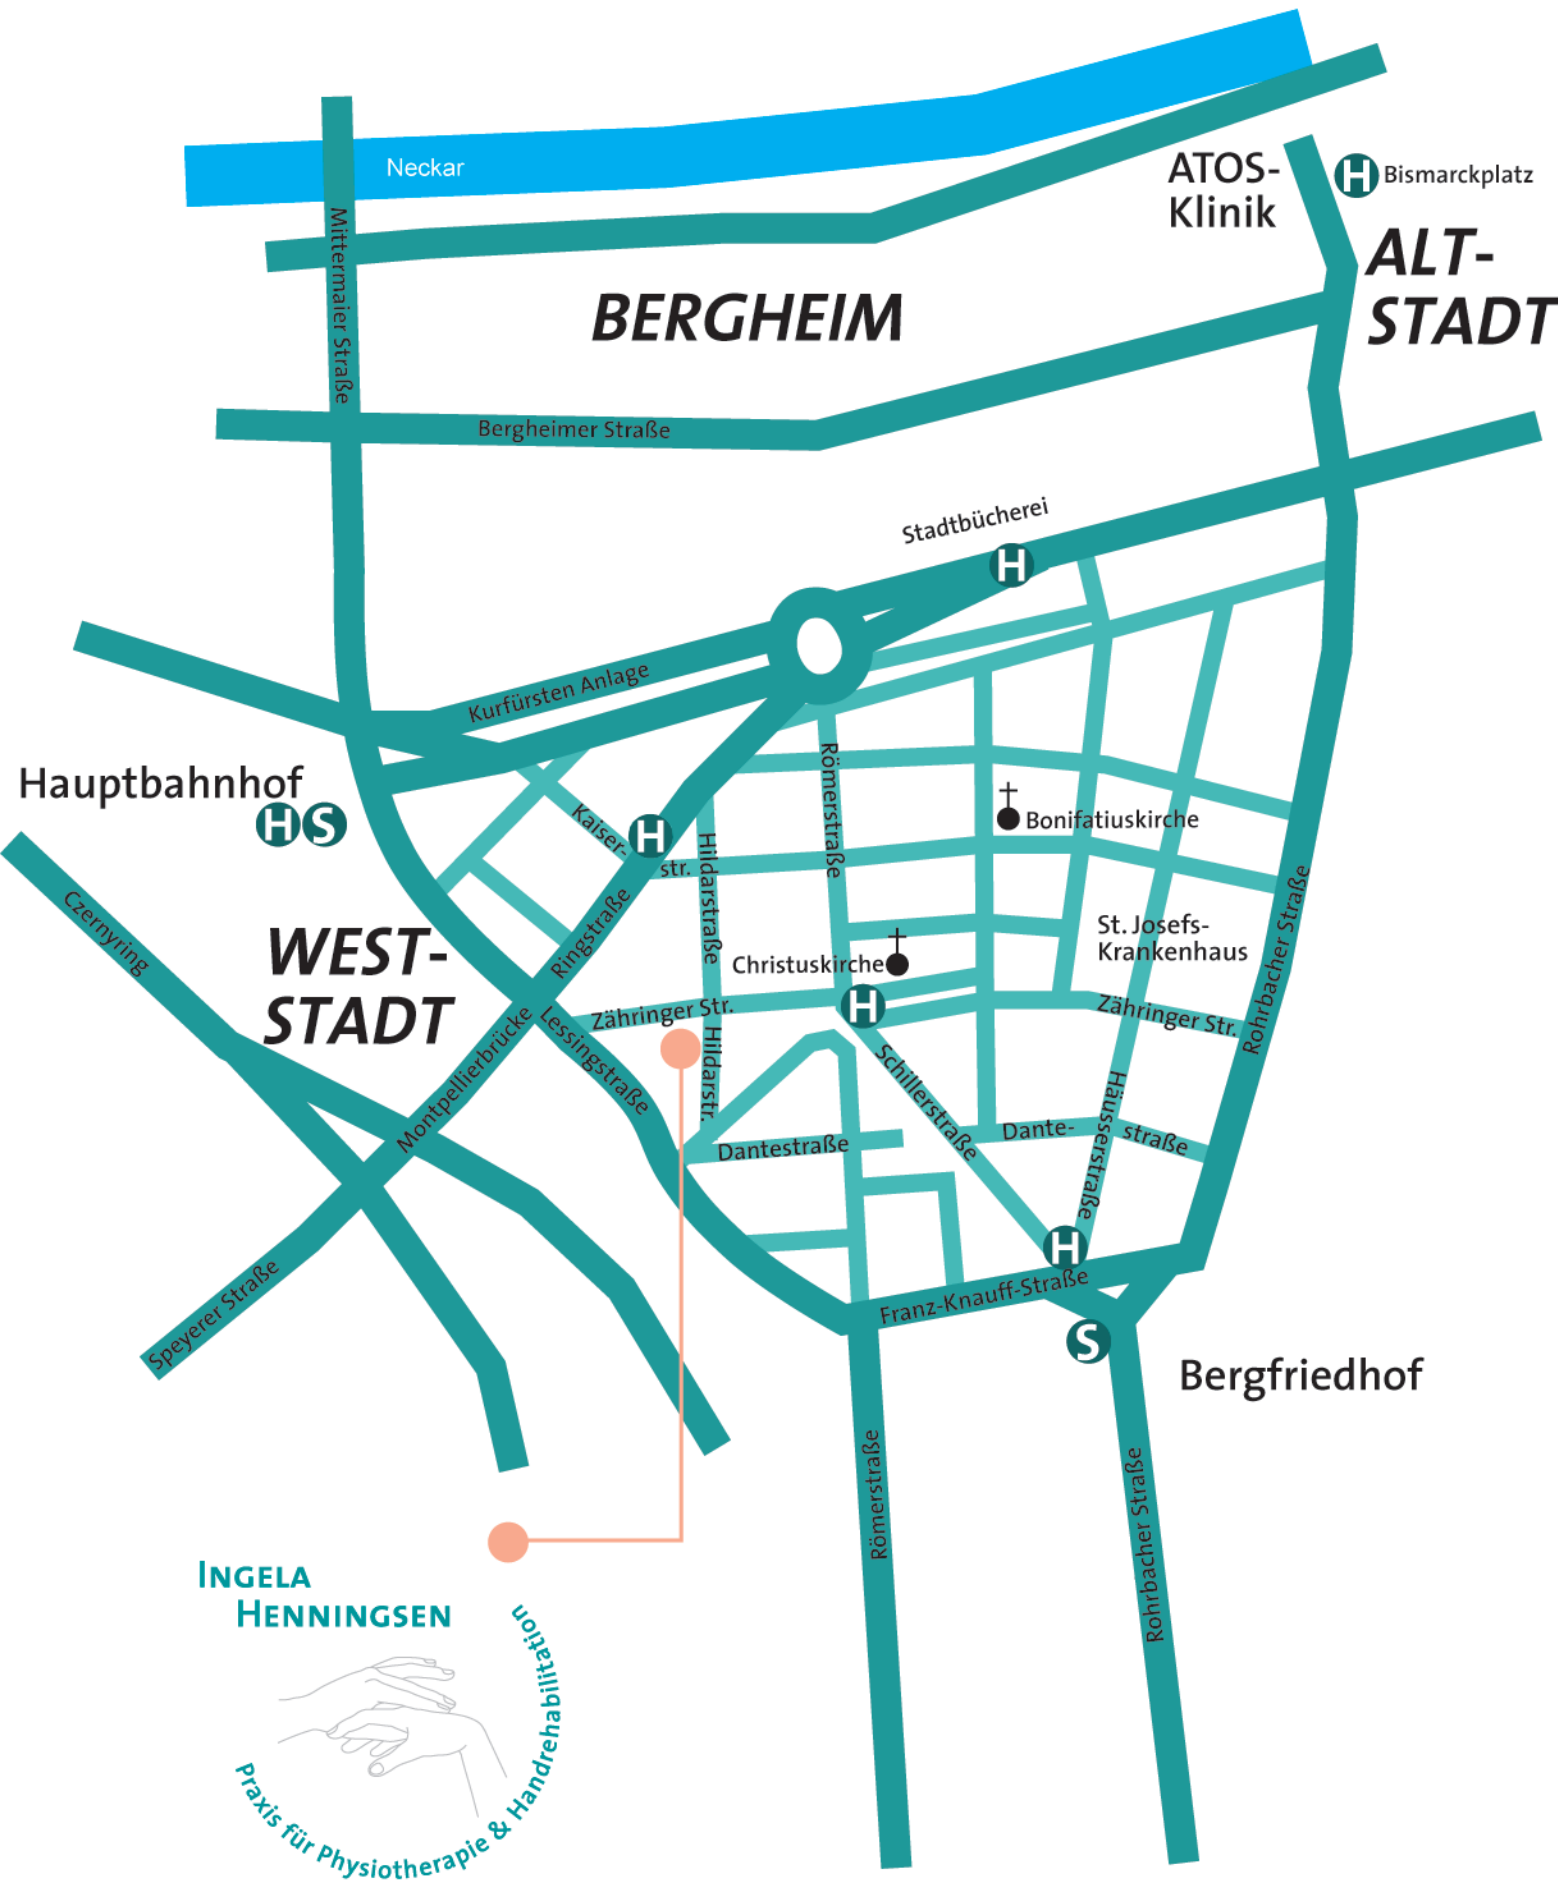 Neckar
ATOS-
Klinik
H Bismarckplatz
ALT-
STADT
Mittermaier Straße
BERGHEIM
Bergheimer Straße
Stadtbücherei
H
Kurfürsten Anlage
Hauptbahnhof
H S
Kaiser-
str.
H
Römerstraße
Bonifatiuskirche
Hildarstraße
Czernyring
WEST-
STADT
Ringstraße
Christuskirche
St. Josefs-
Krankenhaus
Rohrbacher Straße
Zähringer Str.
H
Zähringer Str.
Lessingstraße
Hildarstr.
Montpellierbrücke
Schillerstraße
Häusserstraße
Dantestraße
Dante-
straße
Speyerer Straße
H
Franz-Knauff-Straße
S
Bergfriedhof
Römerstraße
Rohrbacher Straße
INGELA
HENNINGSEN
Praxis für Physiotherapie & Handrehabilitation